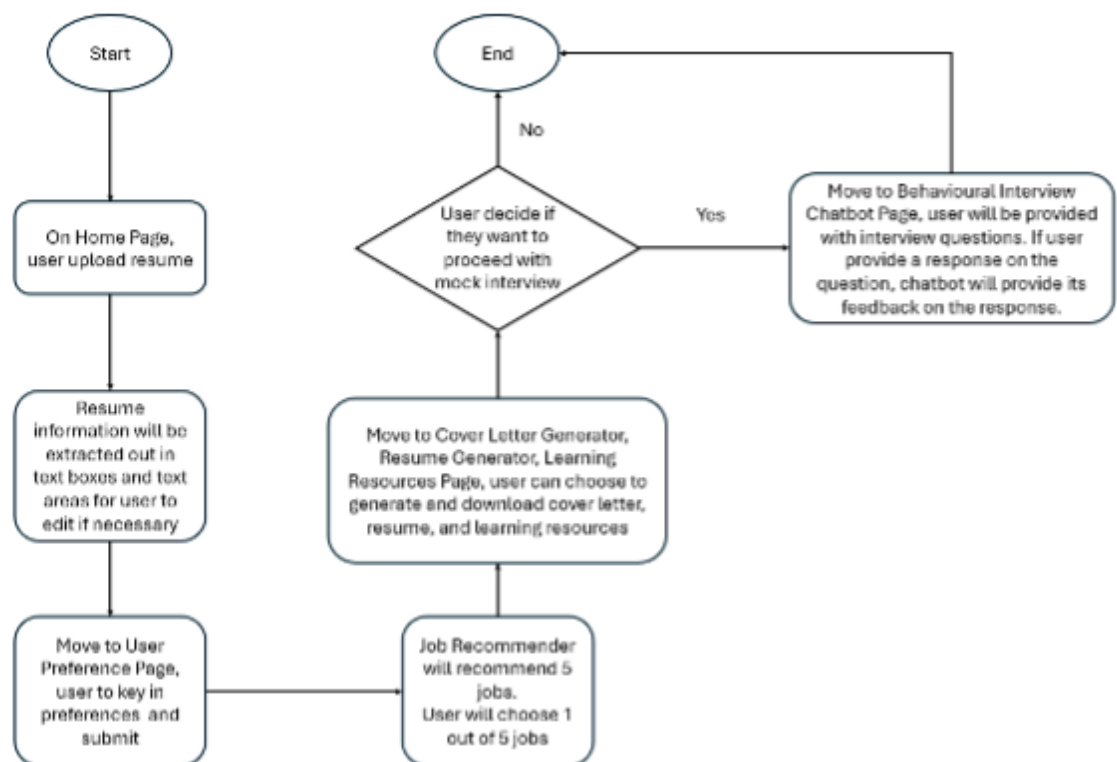 Start
On Home Page,
user upload resume
Resume
information will be
extracted out in
text boxes and text
areas for user to
edit if necessary
Move to User
Preference Page,
user to key in
preferences and
submit
Job Recommender
will recommend 5
jobs.
User will choose 1
out of 5 jobs
Move to Cover Letter Generator,
Resume Generator, Learning
Resources Page, user can choose to
generate and download cover letter,
resume, and learning resources
User decide if
they want to
proceed with
mock interview
No
End
Yes
Move to Behavioural Interview
Chatbot Page, user will be provided
with interview questions. If user
provide a response on the
question, chatbot will provide its
feedback on the response.